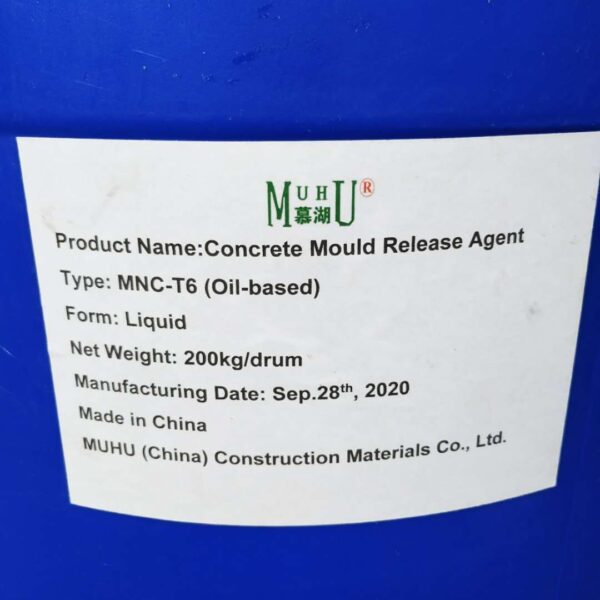 MUHU®
慕湖
Product Name:Concrete Mould Release Agent
Type: MNC-T6 (Oil-based)
Form: Liquid
Net Weight: 200kg/drum
Manufacturing Date: Sep.28th, 2020
Made in China
MUHU (China) Construction Materials Co., Ltd.